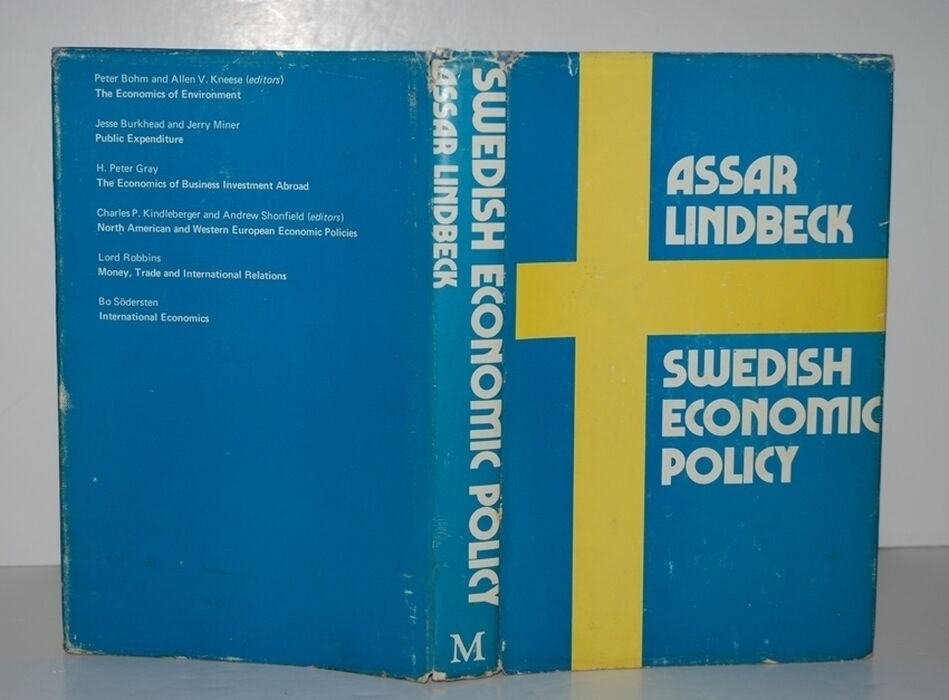 Peter Bohm and Allen V. Kneese (editors)
The Economics of Environment
Jesse Burkhead and Jerry Miner
Public Expenditure
H. Peter Gray
The Economics of Business Investment Abroad
Charles P. Kindleberger and Andrew Shonfield (editors)
North American and Western European Economic Policies
Lord Robbins
Money, Trade and International Relations
Bo Södersten
International Economics
ASSAR LINDBECK
SWEDISH ECONOMIC POLICY
M
ASSAR
LINDBECK
SWEDISH
ECONOMIC
POLICY